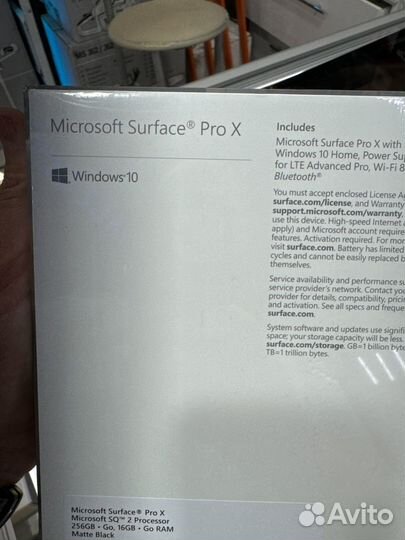 Microsoft Surface® Pro X
Windows 10
Includes
Microsoft Surface Pro X with
Windows 10 Home, Power Su
for LTE Advanced Pro, Wi-Fi 8
Bluetooth®
You must accept enclosed License A
surface.com/license, and Warranty
support.microsoft.com/warranty,
use this device. High-speed Internet
apply) and Microsoft account require
features. Activation required. For mor
visit surface.com. Battery has limited
cycles and cannot be easily replaced b
themselves.
Service availability and performance su
service provider's network. Contact you
provider for details, compatibility, prici
and activation. See all specs and freque
surface.com.
System software and updates use signifi
space; your storage capacity will be less.
surface.com/storage. GB=1 billion byte
TB=1 trillion bytes.
Microsoft Surface® Pro X
Microsoft SQ™ 2 Processor
256GB • Go, 16GB • Go RAM
Matte Black
Avito